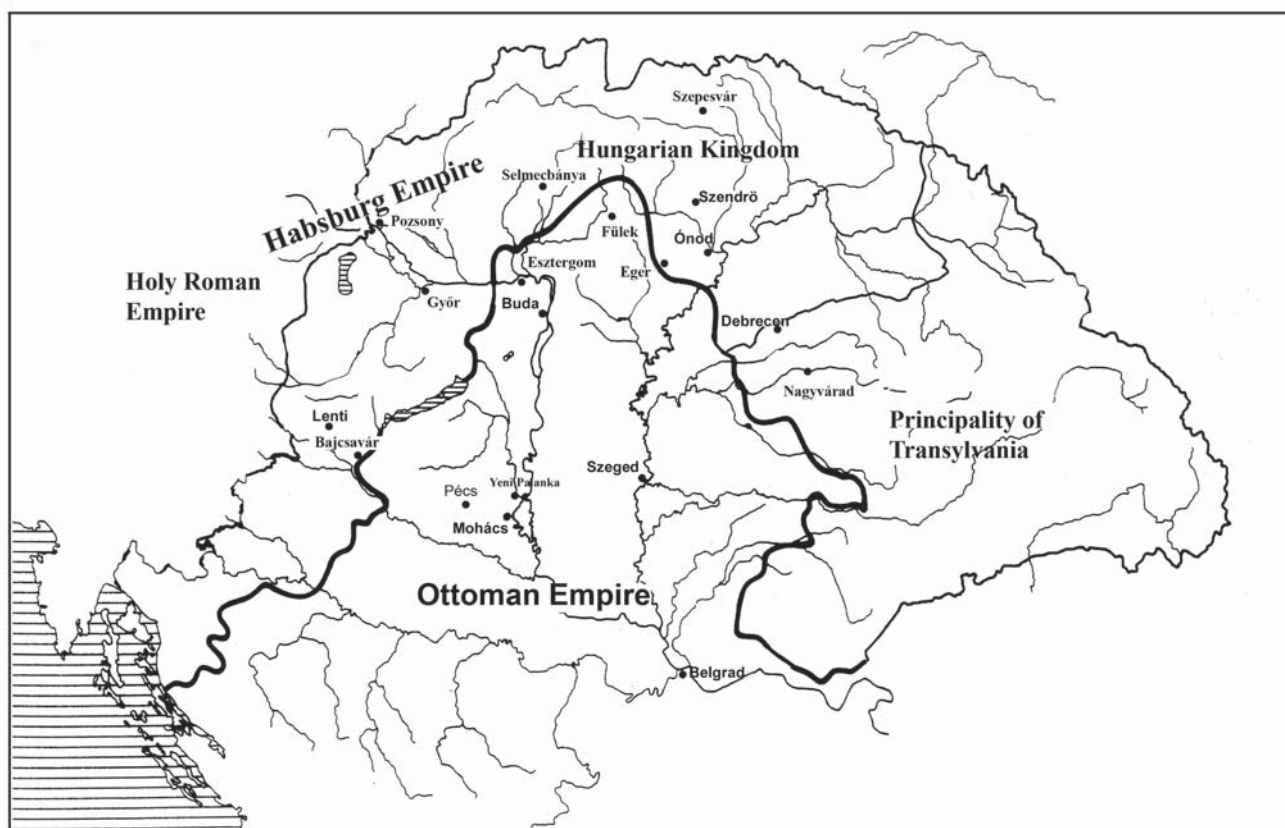 Szepesvár
Hungarian Kingdom
Selmecbánya
Habsburg Empire
Szendrö
Pozsony
Fülek
Ónod
Holy Roman
Empire
Esztergom
Eger
Győr
Buda
Debrecen
Nagyvárad
Lenti
Bajcsavár
Principality of
Transylvania
Szeged
Yeni Palanka
Pécs
Mohács
Ottoman Empire
Belgrad